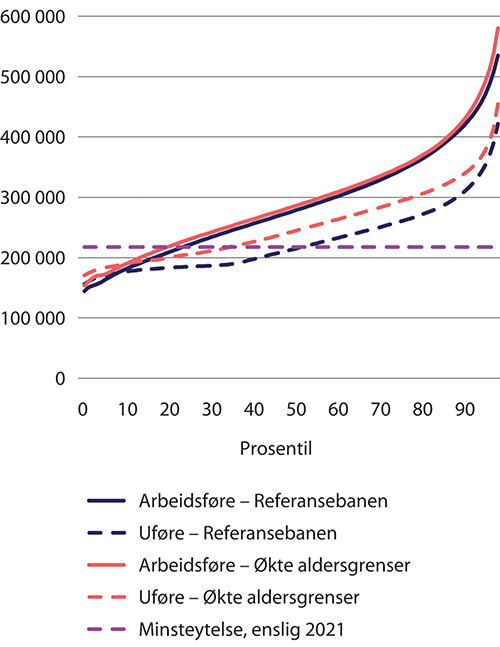 600 000
500 000
400 000
300 000
200 000
100 000
0
0 10 20 30 40 50 60 70 80 90
Prosentil
Arbeidsføre – Referansebanen
Uføre – Referansebanen
Arbeidsføre – Økte aldersgrenser
Uføre – Økte aldersgrenser
Minsteytelse, enslig 2021